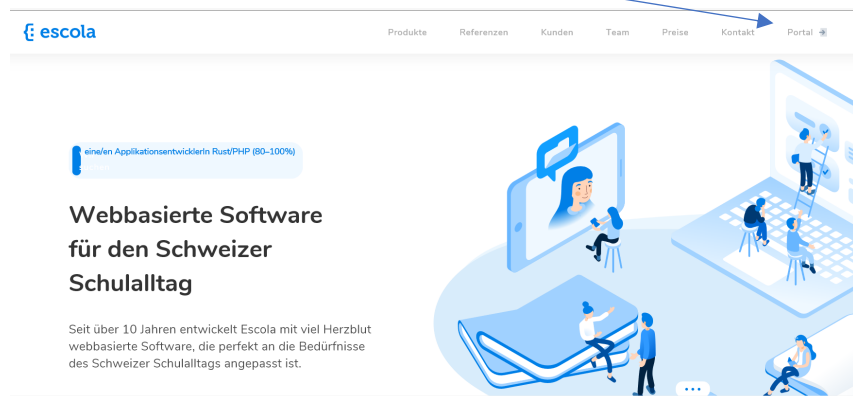 escola
Produkte Referenzen Kunden Team Preise Kontakt Portal
eine/en ApplikationsentwicklerIn Rust/PHP (80–100%)
Webbasierte Software
für den Schweizer
Schulalltag
Seit über 10 Jahren entwickelt Escola mit viel Herzblut
webbasierte Software, die perfekt an die Bedürfnisse
des Schweizer Schulalltags angepasst ist.